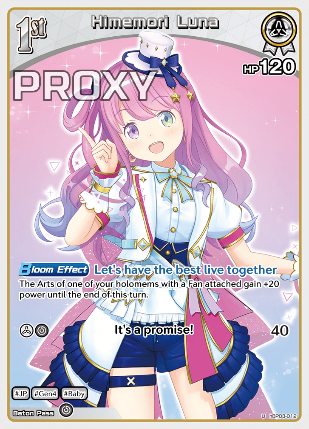 1st
Himemori Luna
HP 120
PROXY
Bloom Effect Let's have the best live together
The Arts of one of your holomems with a Fan attached gain +20
power until the end of this turn.
It's a promise! 40
#JP #Gen4 #Baby
Baton Pass